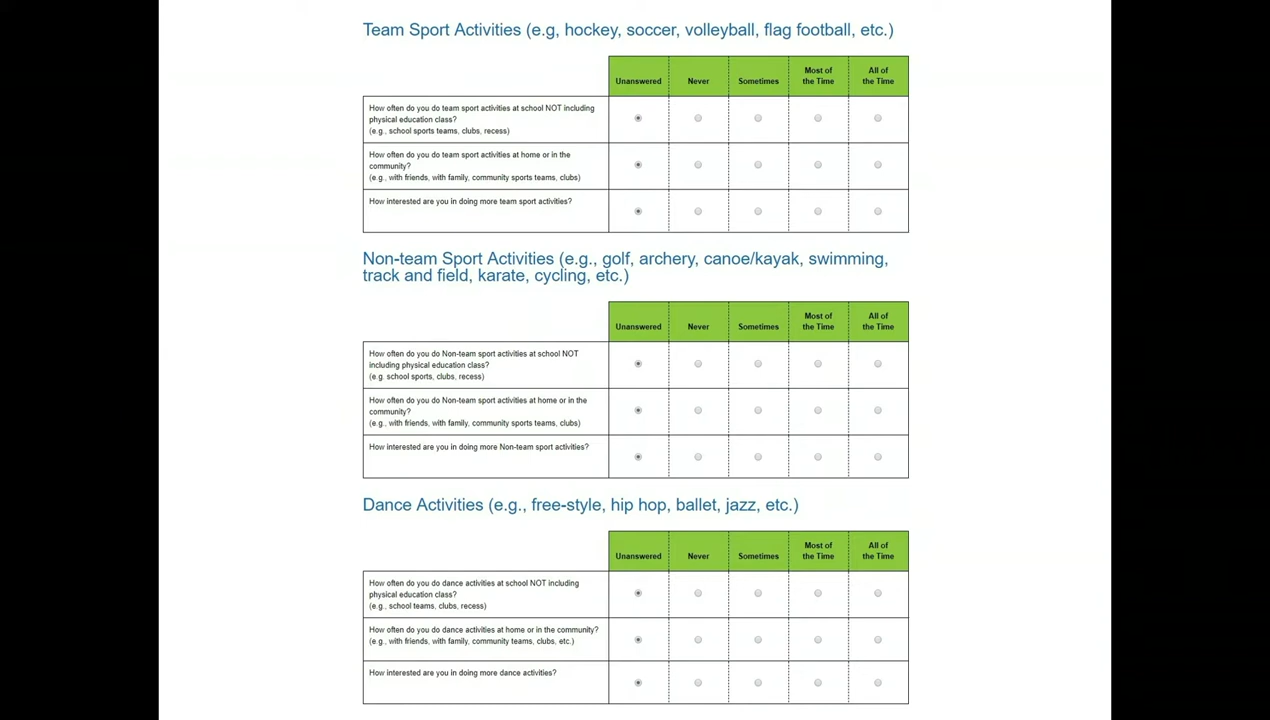 Team Sport Activities (e.g, hockey, soccer, volleyball, flag football, etc.)
Unanswered Never Sometimes Most of the Time All of the Time
How often do you do team sport activities at school NOT including
physical education class?
(e.g., school sports teams, clubs, recess)
How often do you do team sport activities at home or in the
community?
(e.g., with friends, with family, community sports teams, clubs)
How interested are you in doing more team sport activities?
Non-team Sport Activities (e.g., golf, archery, canoe/kayak, swimming,
track and field, karate, cycling, etc.)
Unanswered Never Sometimes Most of the Time All of the Time
How often do you do Non-team sport activities at school NOT
including physical education class?
(e.g. school sports, clubs, recess)
How often do you do Non-team sport activities at home or in the
community?
(e.g., with friends, with family, community sports teams, clubs)
How interested are you in doing more Non-team sport activities?
Dance Activities (e.g., free-style, hip hop, ballet, jazz, etc.)
Unanswered Never Sometimes Most of the Time All of the Time
How often do you do dance activities at school NOT including
physical education class?
(e.g., school teams, clubs, recess)
How often do you do dance activities at home or in the community?
(e.g., with friends, with family, community teams, clubs, etc.)
How interested are you in doing more dance activities?